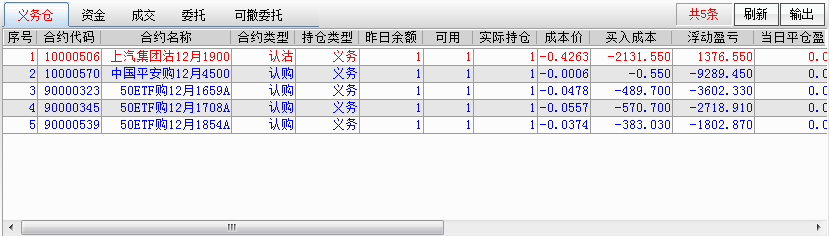 义务仓 资金 成交 委托 可撤委托 共5条 刷新 输出
序号 合约代码 合约名称 合约类型 持仓类型 昨日余额 可用 实际持仓 成本价 买入成本 浮动盈亏 当日平仓盈
1 10000506 上汽集团沽12月1900 认沽 义务 1 1 1 -0.4263 -2131.550 1376.550 0.0
2 10000570 中国平安购12月4500 认购 义务 1 1 1 -0.0006 -0.550 -9289.450 0.0
3 90000323 50ETF购12月1659A 认购 义务 1 1 1 -0.0478 -489.700 -3602.330 0.0
4 90000345 50ETF购12月1708A 认购 义务 1 1 1 -0.0557 -570.700 -2718.910 0.0
5 90000539 50ETF购12月1854A 认购 义务 1 1 1 -0.0374 -383.030 -1802.870 0.0